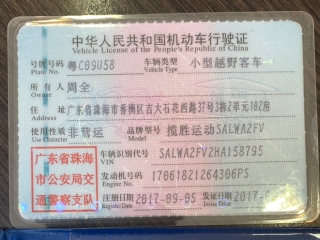 中华人民共和国机动车行驶证
Vehicle License of the People's Republic of China
号牌号码 粤C09U58 车辆类型 小型越野客车
Plate No. Vehicle Type
所有人 周全
Owner
住址 广东省珠海市香洲区吉大石花西路37号3栋2单元102房
使用性质 非营运 品牌型号 揽胜运动SALWA2FV
广东省珠海
市公安局交
通警察支队
车辆识别代号 SALWA2FV2HA158795
VIN
发动机号码 17061821264306PS
Engine No.
注册日期 2017-09-05 发证日期 2017-
Register Date Issue Date